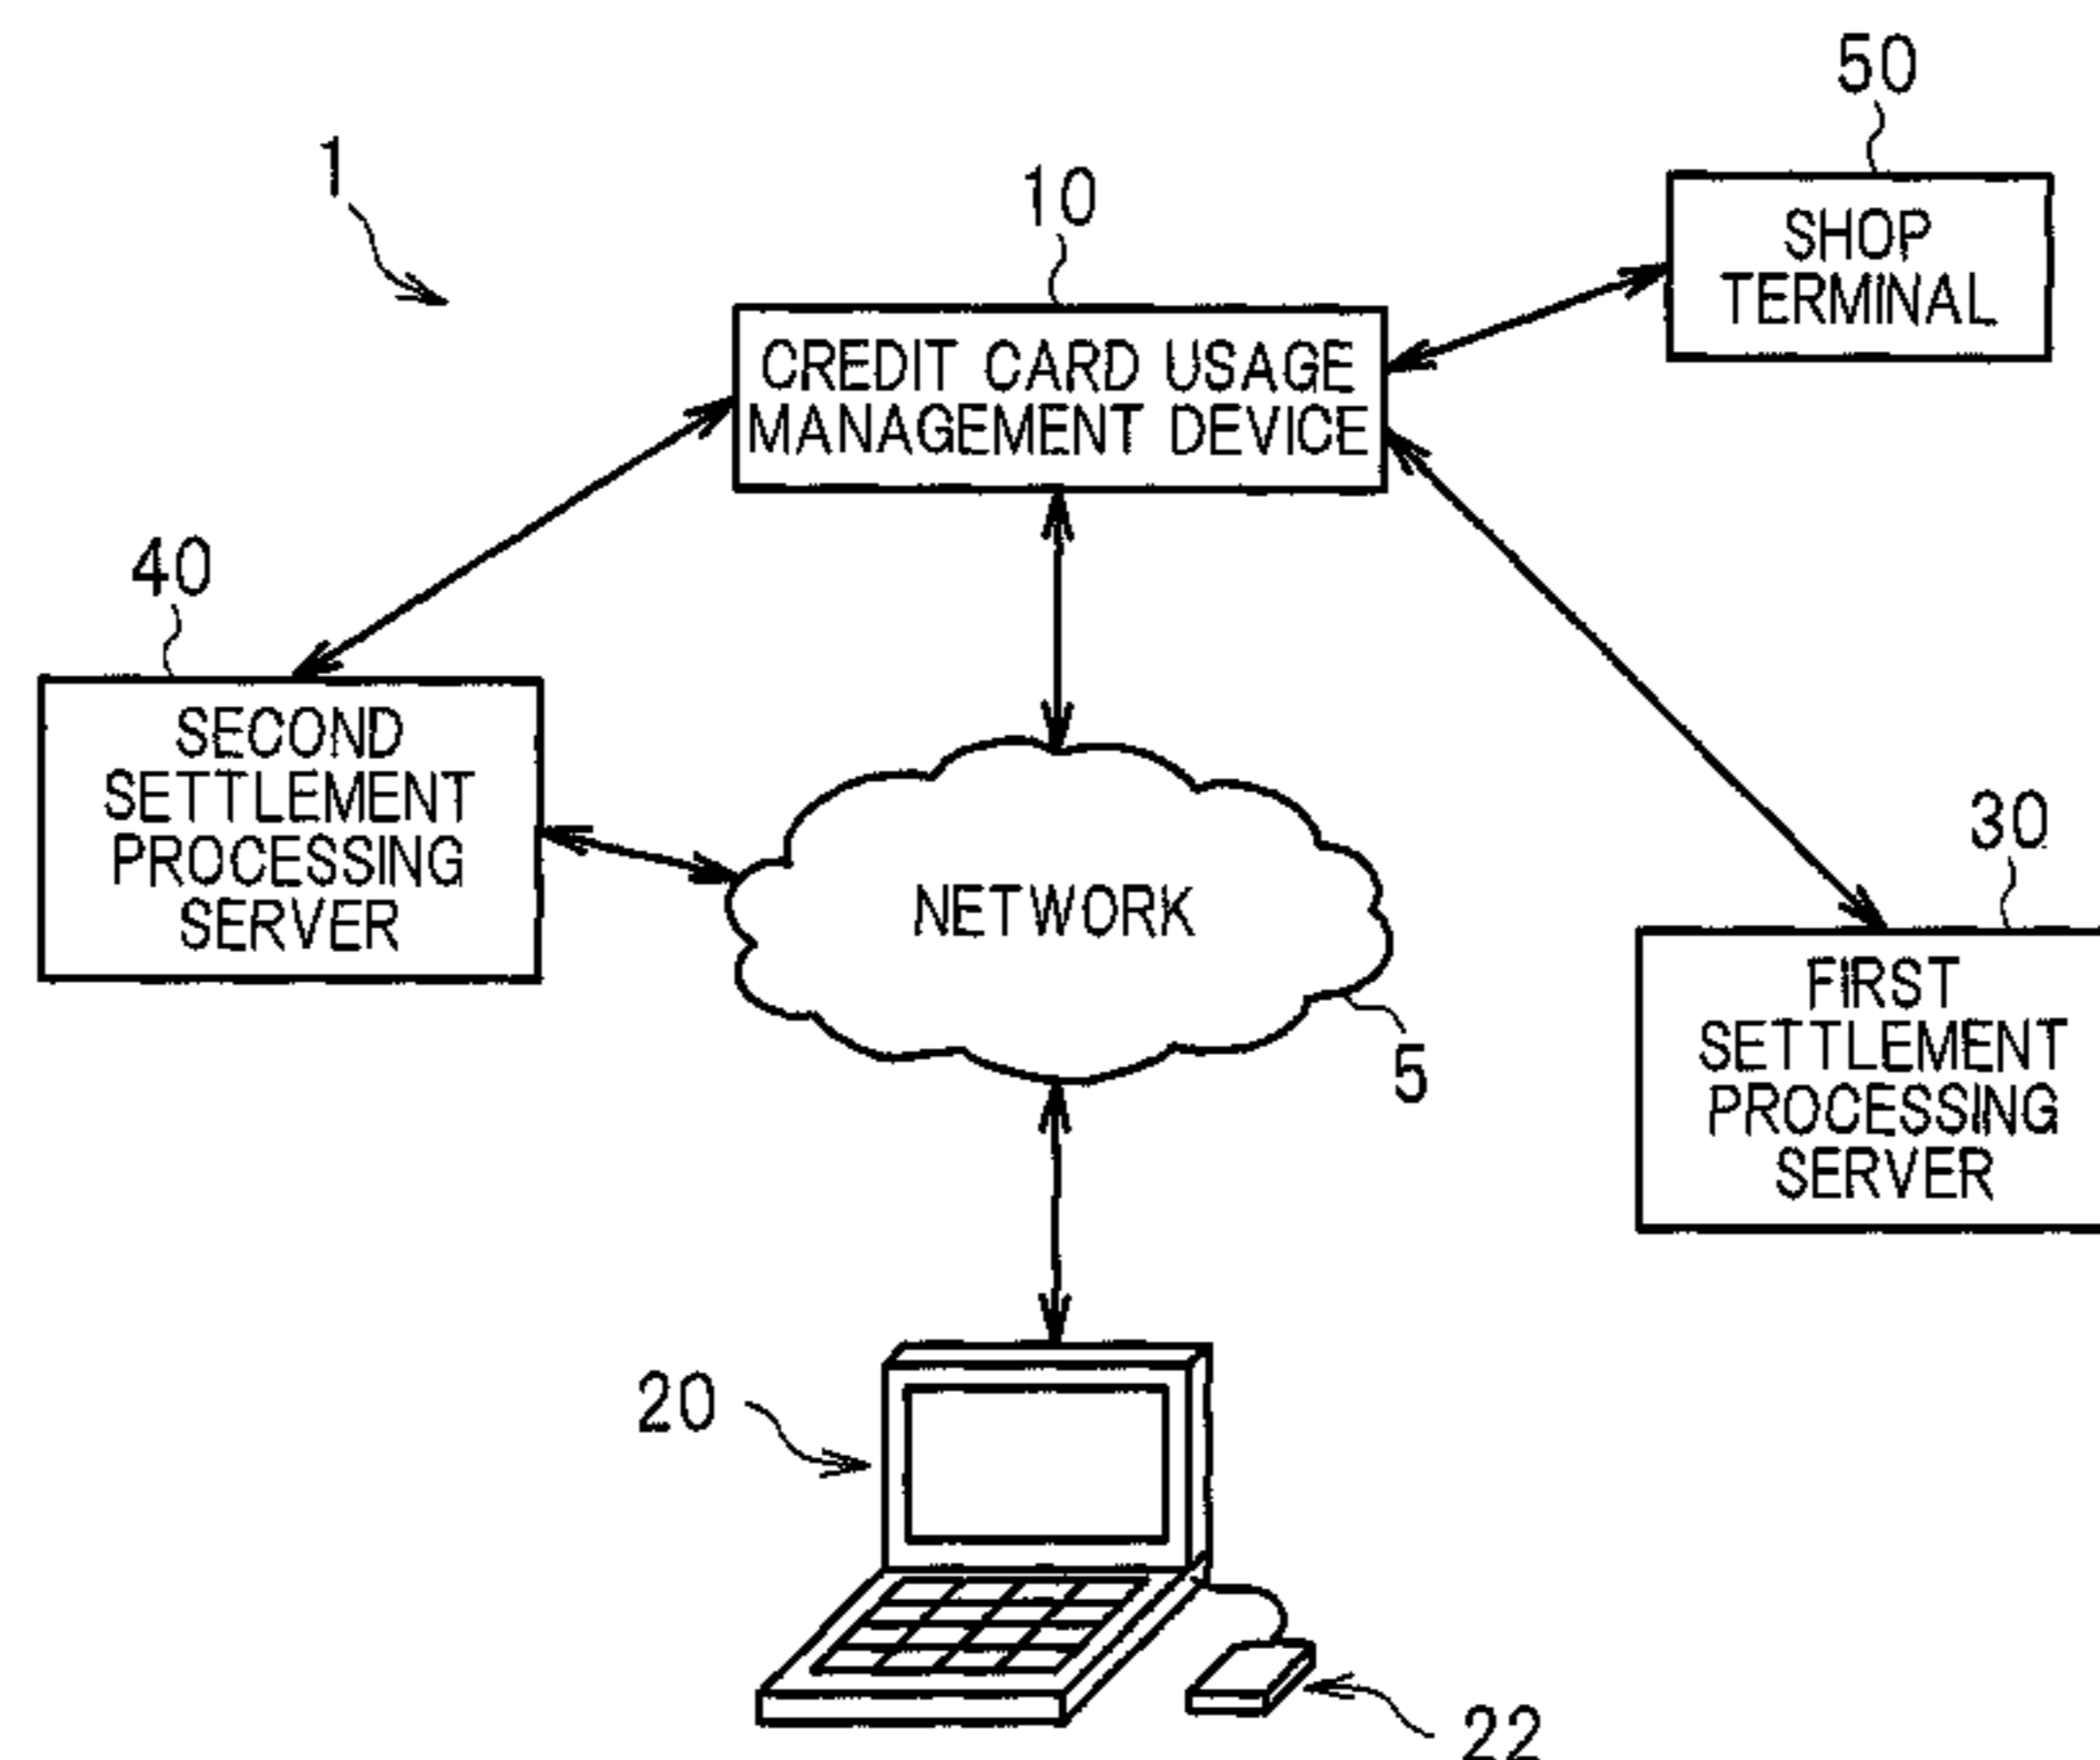 50
1
10
SHOP
TERMINAL
CREDIT CARD USAGE
MANAGEMENT DEVICE
40
SECOND
SETTLEMENT
PROCESSING
SERVER
30
NETWORK
FIRST
SETTLEMENT
PROCESSING
SERVER
5
20
22